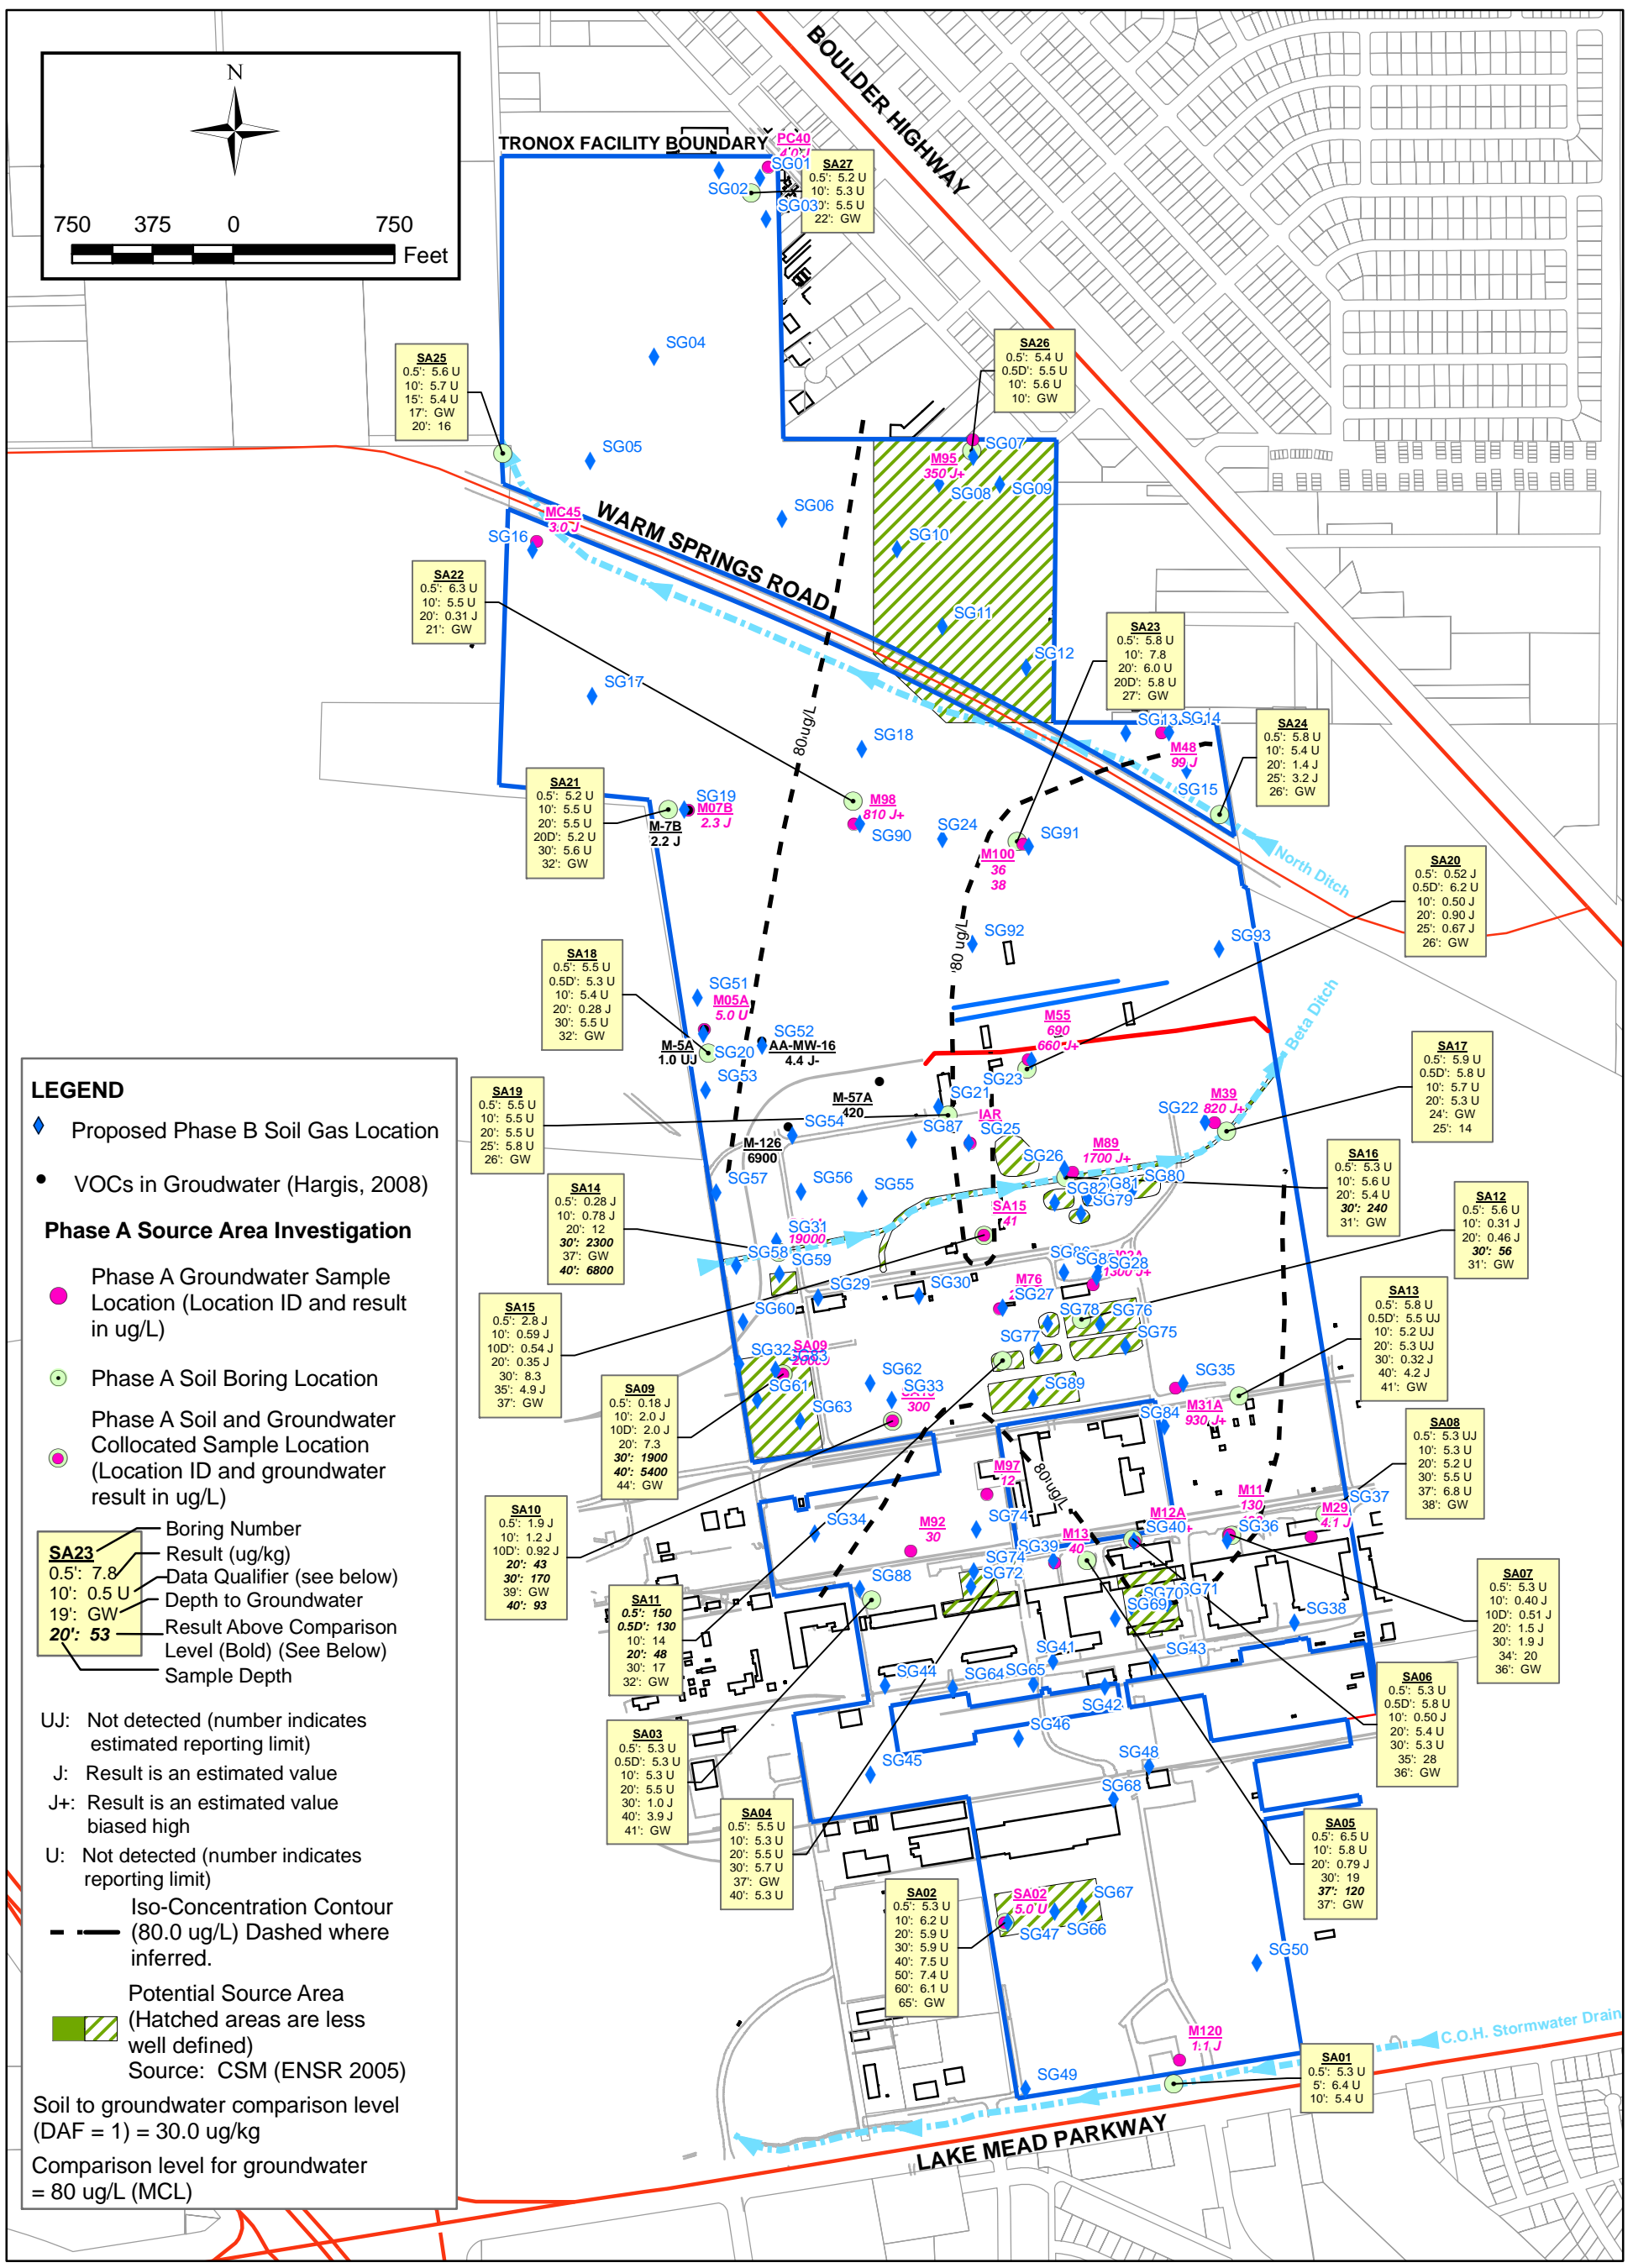 N
750 375 0 750
Feet
BOULDER HIGHWAY
TRONOX FACILITY BOUNDARY
PC40
SG01
SG02
SG03
SA27
0.5': 5.2 U
10': 5.3 U
0': 5.5 U
22': GW
SG04
SA25
0.5': 5.6 U
10': 5.7 U
15': 5.4 U
17': GW
20': 16
SA26
0.5': 5.4 U
0.5D': 5.5 U
10': 5.6 U
10': GW
SG05
SG06
SG07
M95
350 J+
SG08
SG09
SG10
SG11
SG12
MC45
3.0 J
SG16
WARM SPRINGS ROAD
SA22
0.5': 6.3 U
10': 5.5 U
20': 0.31 J
21': GW
SA23
0.5': 5.8 U
10': 7.8
20': 6.0 U
20D': 5.8 U
27': GW
SG17
80 ug/L
SG18
SG13
SG14
M48
99 J
SG15
SA24
0.5': 5.8 U
10': 5.4 U
20': 1.4 J
25': 3.2 J
26': GW
SA21
0.5': 5.2 U
10': 5.5 U
20': 5.5 U
20D': 5.2 U
30': 5.6 U
32': GW
SG19
M07B
2.3 J
M-7B
2.2 J
M98
810 J+
SG90
SG24
SG91
M100
36
38
North Ditch
SA20
0.5': 0.52 J
0.5D': 6.2 U
10': 0.50 J
20': 0.90 J
25': 0.67 J
26': GW
SG92
SG93
80 ug/L
SA18
0.5': 5.5 U
0.5D': 5.3 U
10': 5.4 U
20': 0.28 J
30': 5.5 U
32': GW
SG51
M05A
5.0 U
M-5A
1.0 UJ
SG20
SG52
AA-MW-16
4.4 J-
SG53
M55
690
660 J+
SG23
Beta Ditch
SA17
0.5': 5.9 U
0.5D': 5.8 U
10': 5.7 U
20': 5.3 U
24': GW
25': 14
SA19
0.5': 5.5 U
10': 5.5 U
20': 5.5 U
25': 5.8 U
26': GW
M-57A
420
SG21
IAR
SG25
SG54
M-126
6900
SG87
SG22
M39
820 J+
M89
1700 J+
SG26
SG80
SG81
SG82
SG79
SA16
0.5': 5.3 U
10': 5.6 U
20': 5.4 U
30': 240
31': GW
SA12
0.5': 5.6 U
10': 0.31 J
20': 0.46 J
30': 56
31': GW
SA14
0.5': 0.28 J
10': 0.78 J
20': 12
30': 2300
37': GW
40': 6800
SG57
SG56
SG55
SA15
41
SG31
19000
SG58
SG59
SG29
SG30
SG28
1300 J+
M76
SG27
SA13
0.5': 5.8 U
0.5D': 5.5 UJ
10': 5.2 UJ
20': 5.3 UJ
30': 0.32 J
40': 4.2 J
41': GW
SA15
0.5': 2.8 J
10': 0.59 J
10D': 0.54 J
20': 0.35 J
30': 8.3
35': 4.9 J
37': GW
SG60
SG78
SG76
SG77
SG75
SG32
SA09
SG61
SG63
SG62
SG33
300
SG89
SG35
M31A
930 J+
SG84
SA09
0.5': 0.18 J
10': 2.0 J
10D': 2.0 J
20': 7.3
30': 1900
40': 5400
44': GW
SA08
0.5': 5.3 UJ
10': 5.3 U
20': 5.2 U
30': 5.5 U
37': 6.8 U
38': GW
M97
12
80 ug/L
M11
130
M29
4.1 J
SG37
SG36
M12A
SG40
SA10
0.5': 1.9 J
10': 1.2 J
10D': 0.92 J
20': 43
30': 170
39': GW
40': 93
SG34
M92
30
SG74
M13
40
SG39
SG74
SG72
SG88
SG70
SG71
SG69
SG38
SA07
0.5': 5.3 U
10': 0.40 J
10D': 0.51 J
20': 1.5 J
30': 1.9 J
34': 20
36': GW
SA11
0.5': 150
0.5D': 130
10': 14
20': 48
30': 17
32': GW
SG41
SG43
SG44
SG64
SG65
SG42
SA06
0.5': 5.3 U
0.5D': 5.8 U
10': 0.50 J
20': 5.4 U
30': 5.3 U
35': 28
36': GW
SA03
0.5': 5.3 U
0.5D': 5.3 U
10': 5.3 U
20': 5.5 U
30': 1.0 J
40': 3.9 J
41': GW
SG46
SG45
SG48
SG68
SA04
0.5': 5.5 U
10': 5.3 U
20': 5.5 U
30': 5.7 U
37': GW
40': 5.3 U
SA05
0.5': 6.5 U
10': 5.8 U
20': 0.79 J
30': 19
37': 120
37': GW
SA02
0.5': 5.3 U
10': 6.2 U
20': 5.9 U
30': 5.9 U
40': 7.5 U
50': 7.4 U
60': 6.1 U
65': GW
SA02
5.0 U
SG47
SG66
SG67
SG50
M120
1.1 J
C.O.H. Stormwater Drain
SG49
SA01
0.5': 5.3 U
5': 6.4 U
10': 5.4 U
LAKE MEAD PARKWAY
LEGEND
Proposed Phase B Soil Gas Location
VOCs in Groudwater (Hargis, 2008)
Phase A Source Area Investigation
Phase A Groundwater Sample
Location (Location ID and result
in ug/L)
Phase A Soil Boring Location
Phase A Soil and Groundwater
Collocated Sample Location
(Location ID and groundwater
result in ug/L)
SA23
0.5': 7.8
10': 0.5 U
19': GW
20': 53
Boring Number
Result (ug/kg)
Data Qualifier (see below)
Depth to Groundwater
Result Above Comparison
Level (Bold) (See Below)
Sample Depth
UJ: Not detected (number indicates
estimated reporting limit)
J: Result is an estimated value
J+: Result is an estimated value
biased high
U: Not detected (number indicates
reporting limit)
Iso-Concentration Contour
(80.0 ug/L) Dashed where
inferred.
Potential Source Area
(Hatched areas are less
well defined)
Source: CSM (ENSR 2005)
Soil to groundwater comparison level
(DAF = 1) = 30.0 ug/kg
Comparison level for groundwater
= 80 ug/L (MCL)